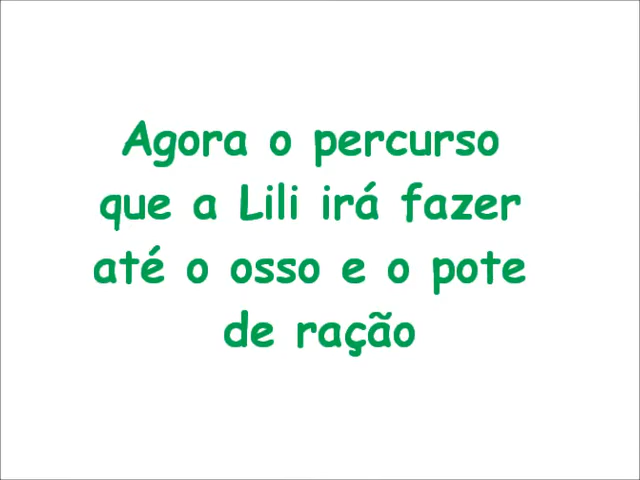 Agora o percurso
que a Lili irá fazer
até o osso e o pote
de ração